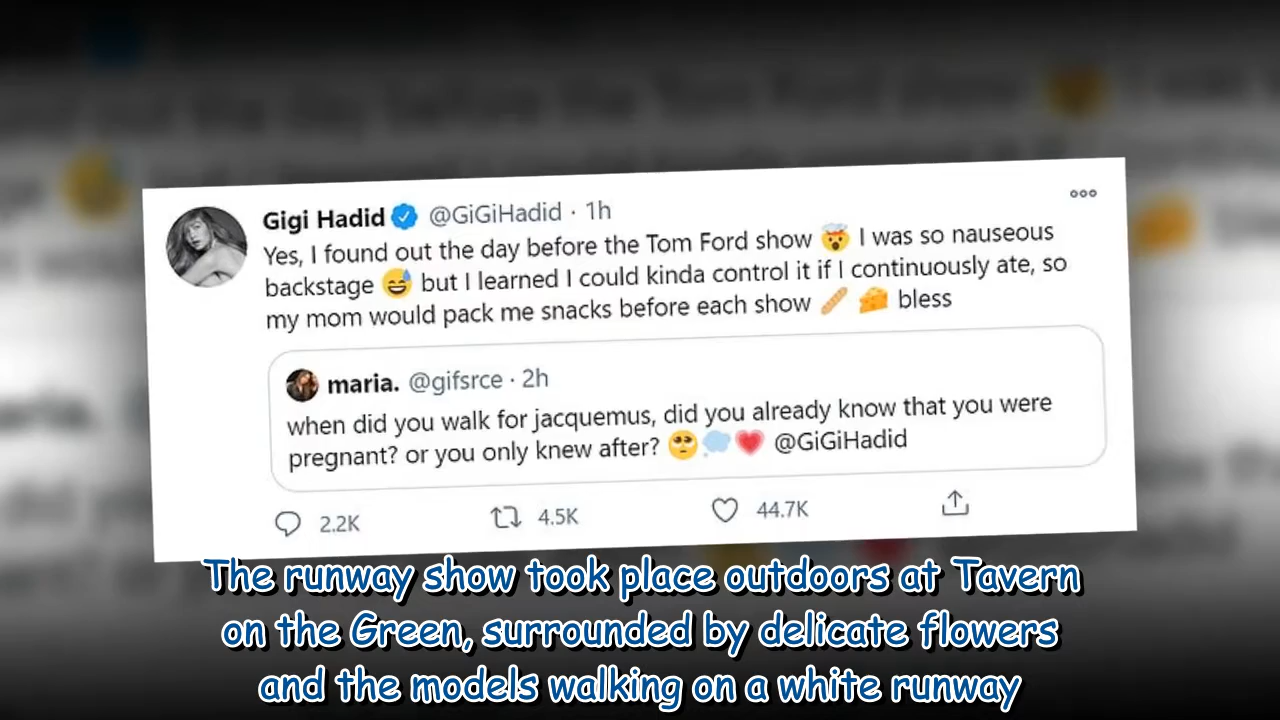 Gigi Hadid @GiGiHadid · 1h
Yes, I found out the day before the Tom Ford show 🤯 I was so nauseous
backstage 😅 but I learned I could kinda control it if I continuously ate, so
my mom would pack me snacks before each show 🥖 🧀 bless
maria. @gifsrce · 2h
when did you walk for jacquemus, did you already know that you were
pregnant? or you only knew after? 🥺💭❤️ @GiGiHadid
2.2K 4.5K 44.7K
The runway show took place outdoors at Tavern
on the Green, surrounded by delicate flowers
and the models walking on a white runway